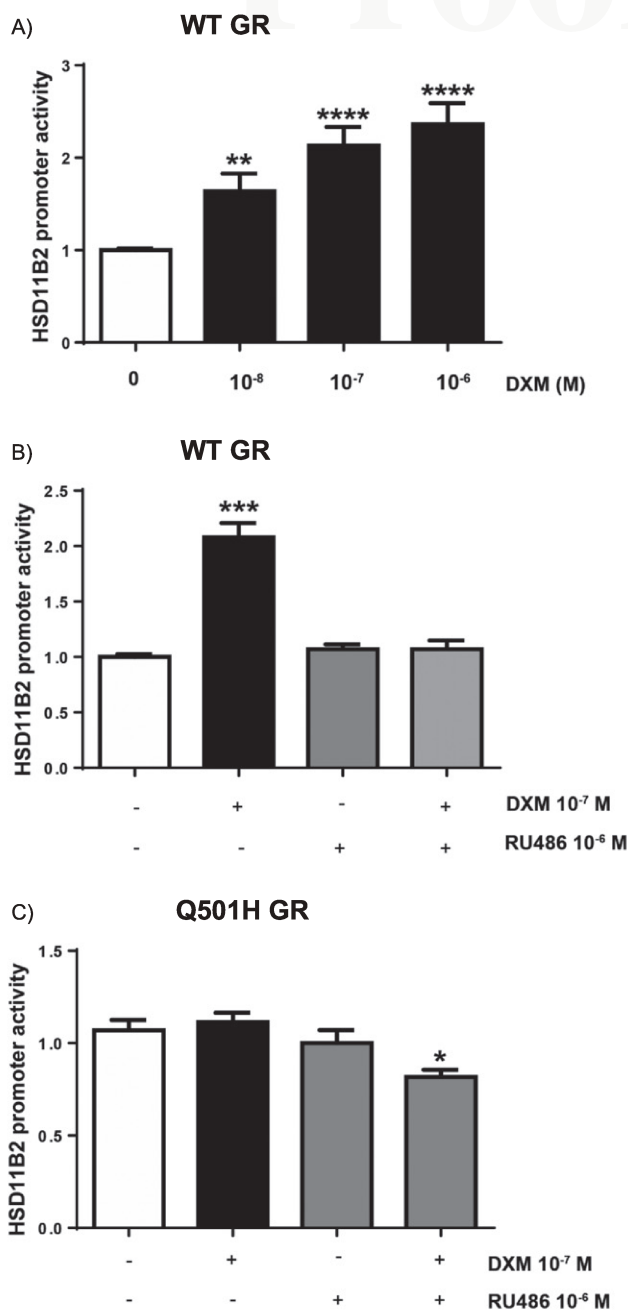 Proof
A) WT GR
HSD11B2 promoter activity
3
2
1
0
**
****
****
0 10⁻⁸ 10⁻⁷ 10⁻⁶ DXM (M)
B) WT GR
HSD11B2 promoter activity
2.5
2.0
1.5
1.0
0.5
0.0
***
- + - + DXM 10⁻⁷ M
- - + + RU486 10⁻⁶ M
C) Q501H GR
HSD11B2 promoter activity
1.5
1.0
0.5
0.0
*
- + - + DXM 10⁻⁷ M
- - + + RU486 10⁻⁶ M